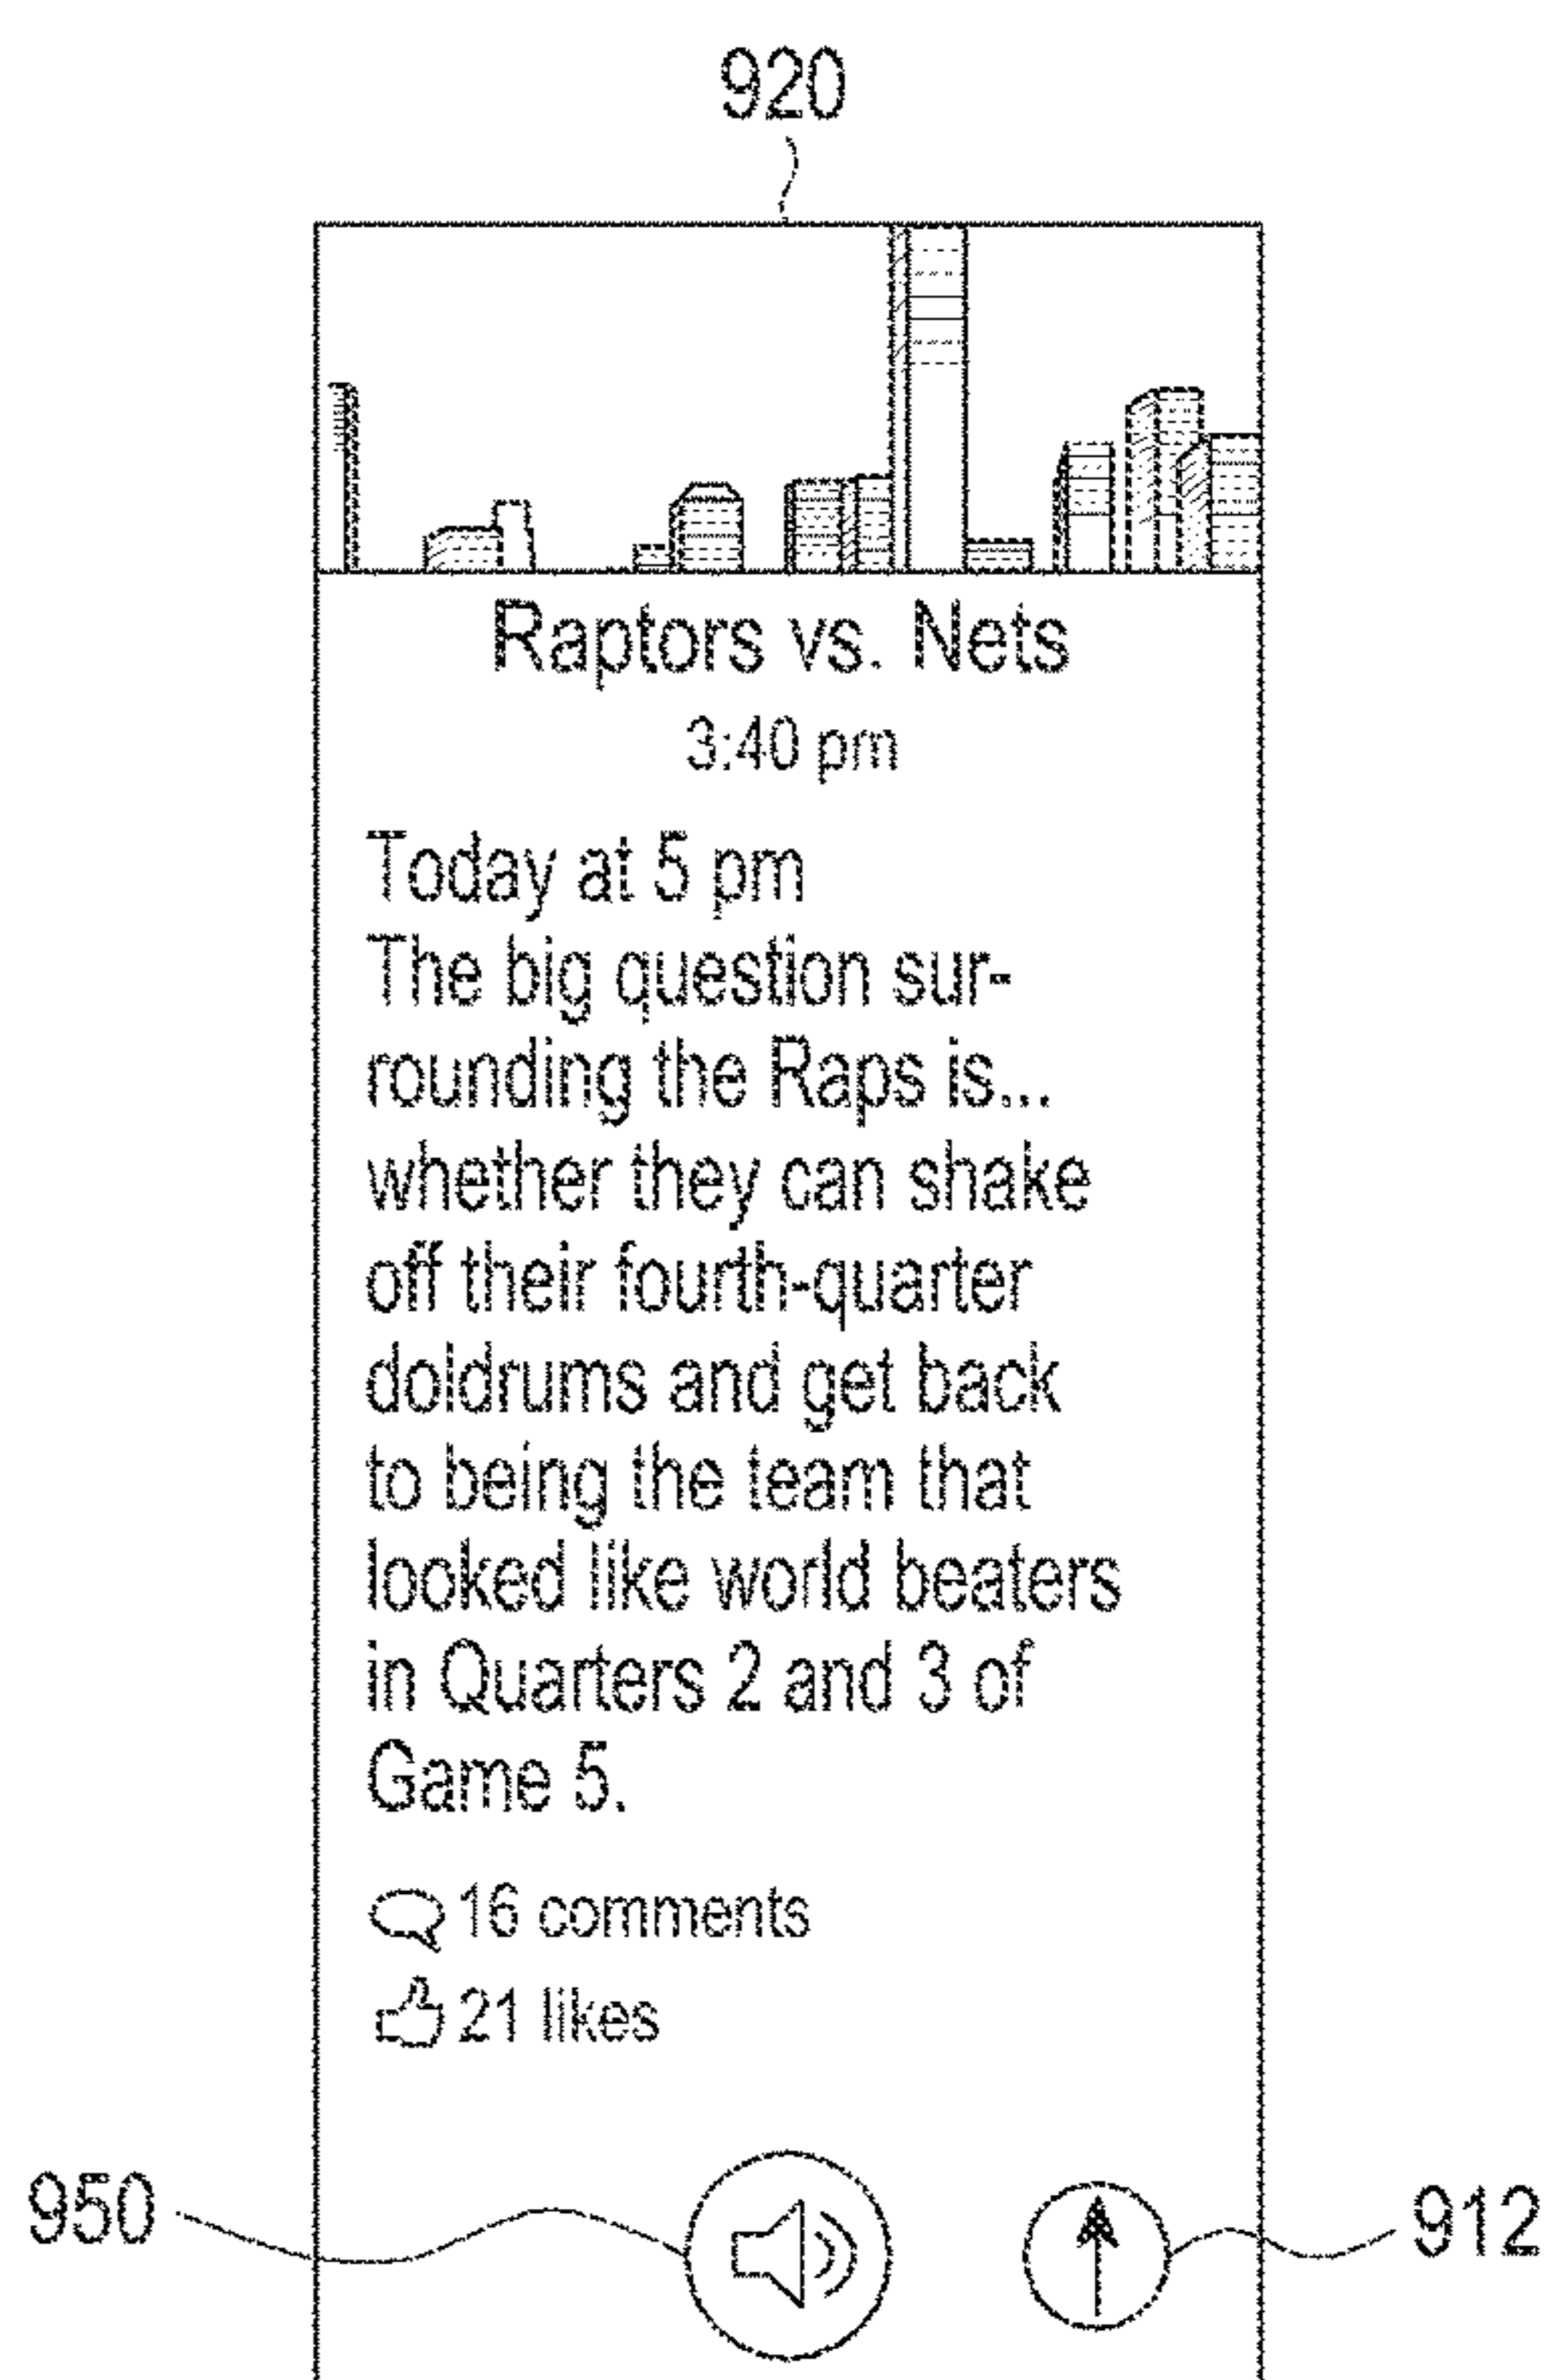 920
Raptors vs. Nets
3:40 pm
Today at 5 pm
The big question sur-
rounding the Raps is...
whether they can shake
off their fourth-quarter
doldrums and get back
to being the team that
looked like world beaters
in Quarters 2 and 3 of
Game 5.
16 comments
21 likes
950
912